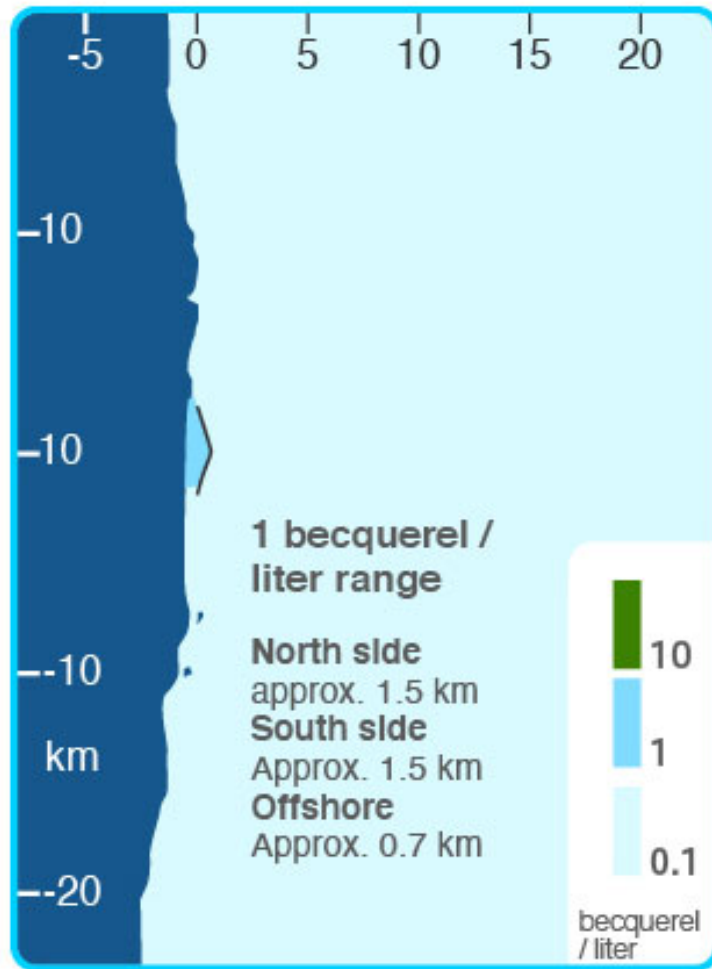 -5 0 5 10 15 20
10
10
-10
km
-20
1 becquerel /
liter range
North side
approx. 1.5 km
South side
Approx. 1.5 km
Offshore
Approx. 0.7 km
10
1
0.1
becquerel
/ liter